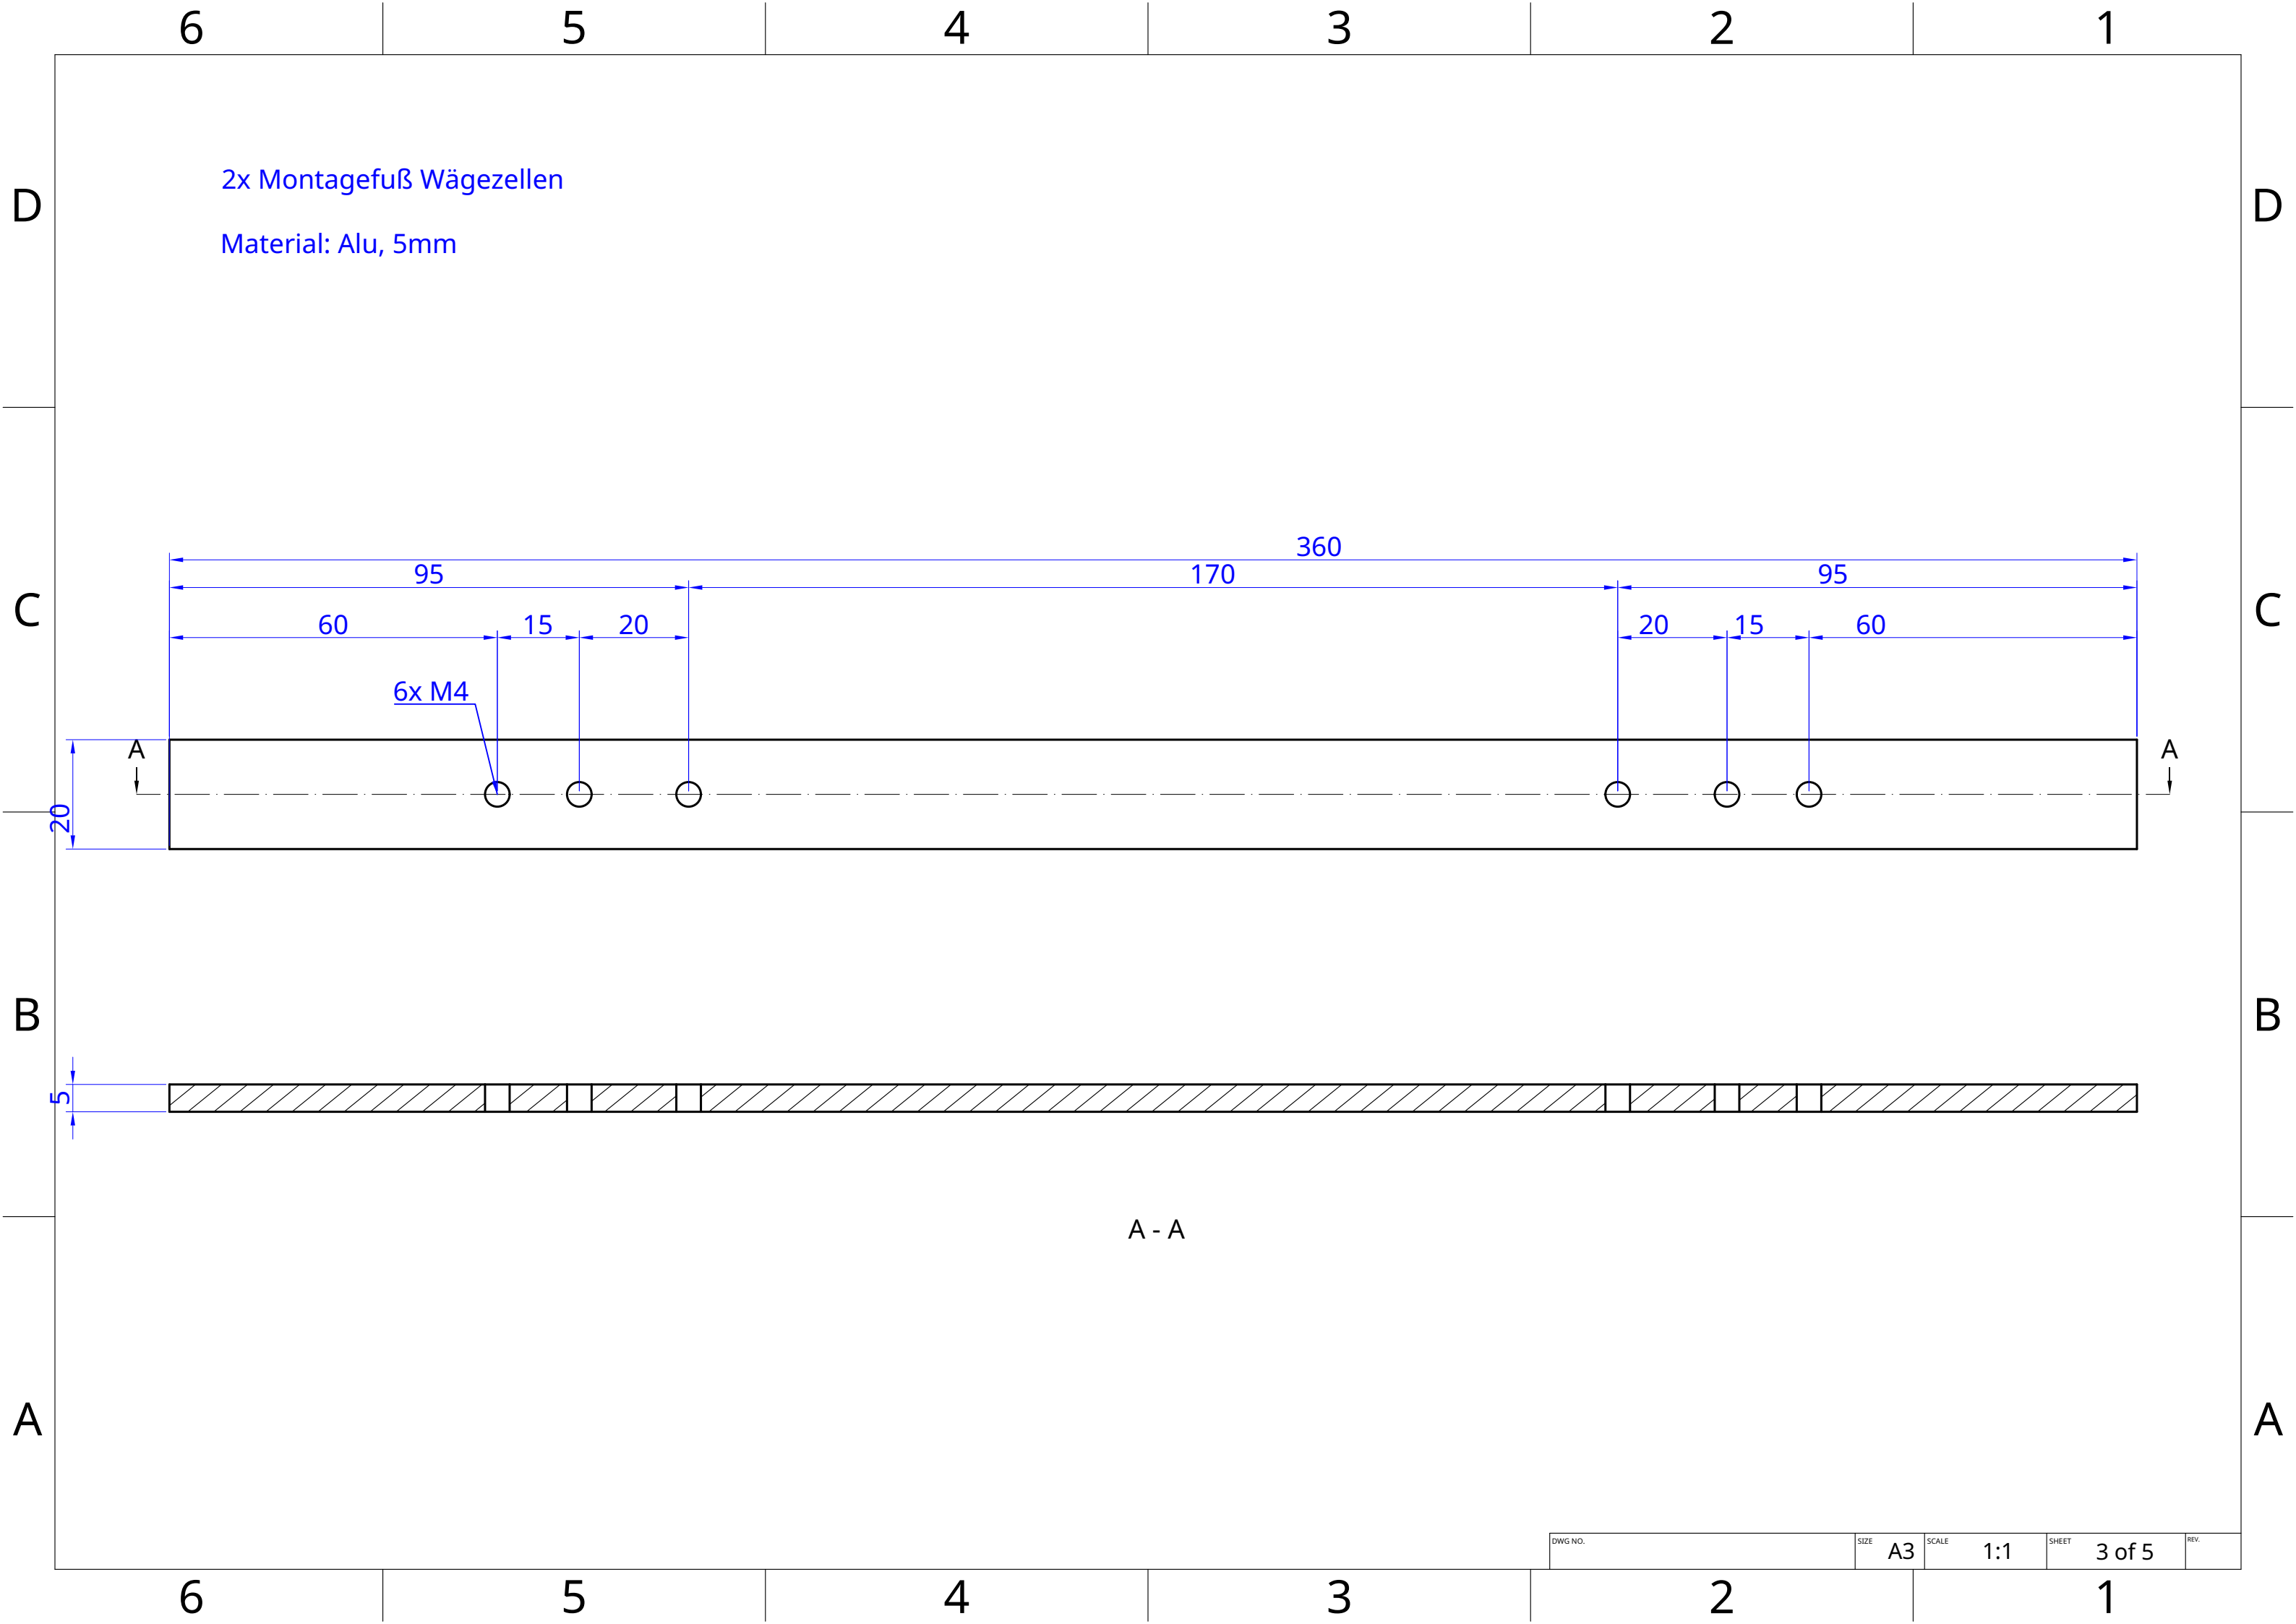 6 5 4 3 2 1
D D
2x Montagefuß Wägezellen
Material: Alu, 5mm
360
95 170 95
C C
60 15 20 20 15 60
6x M4
A A
20
B B
5
A - A
A A
DWG NO. SIZE A3 SCALE 1:1 SHEET 3 of 5 REV.
6 5 4 3 2 1